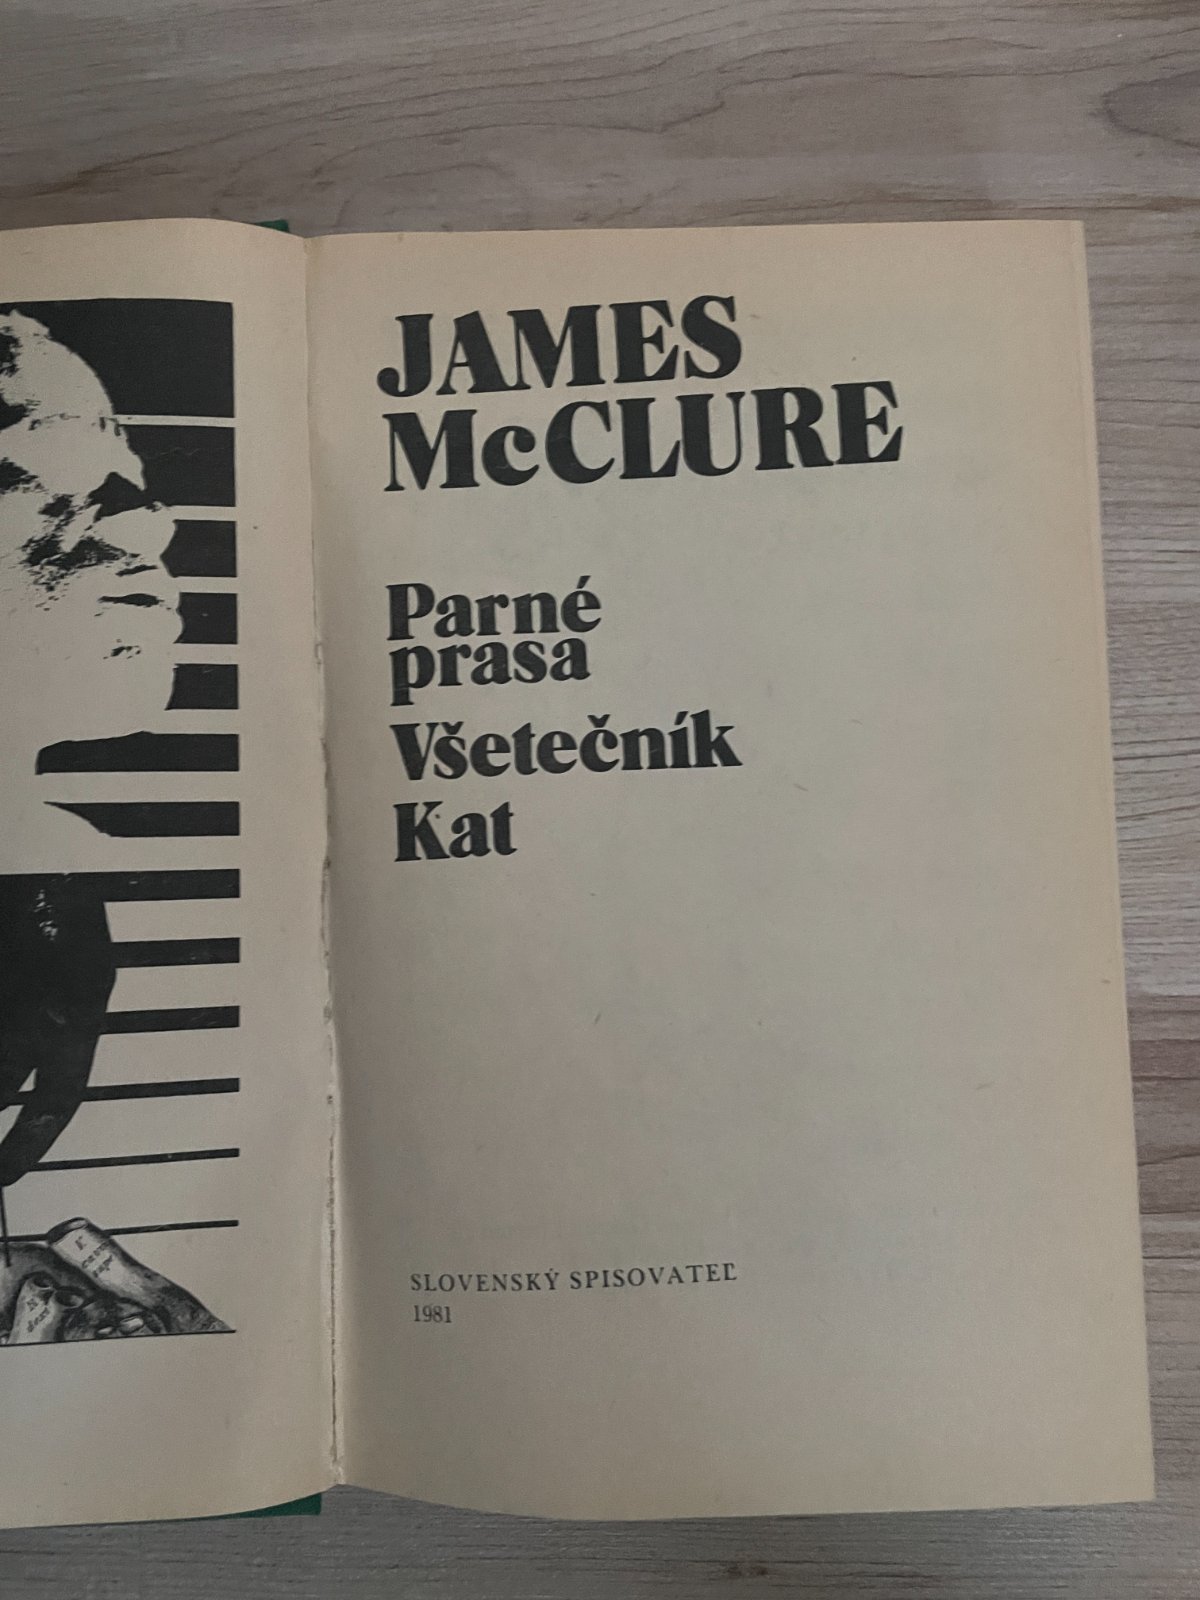 JAMES
McCLURE
Parné
prasa
Všetečník
Kat
SLOVENSKÝ SPISOVATEĽ
1981